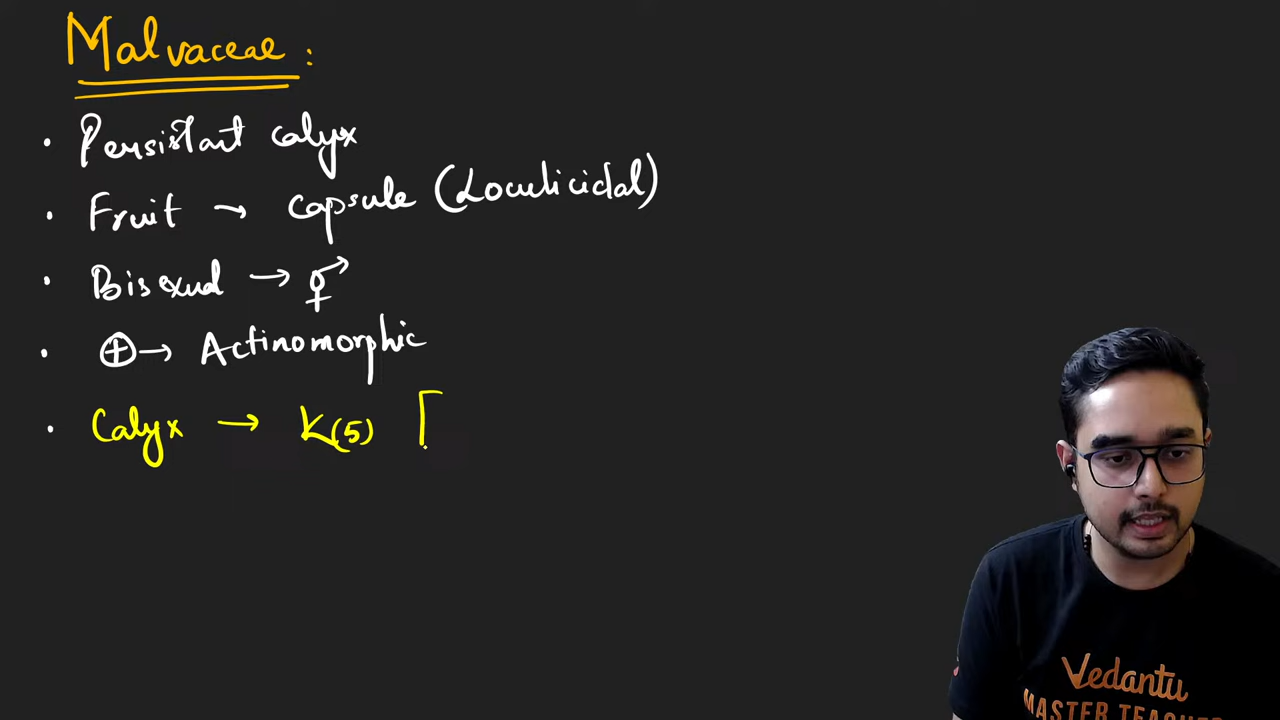 Malvaceae :
• Persistant calyx
• Fruit → capsule (Loculicidal)
• Bisexual → ⚥
• ⊕ → Actinomorphic
• Calyx → K(5) [
Vedantu
MASTER TEACHER